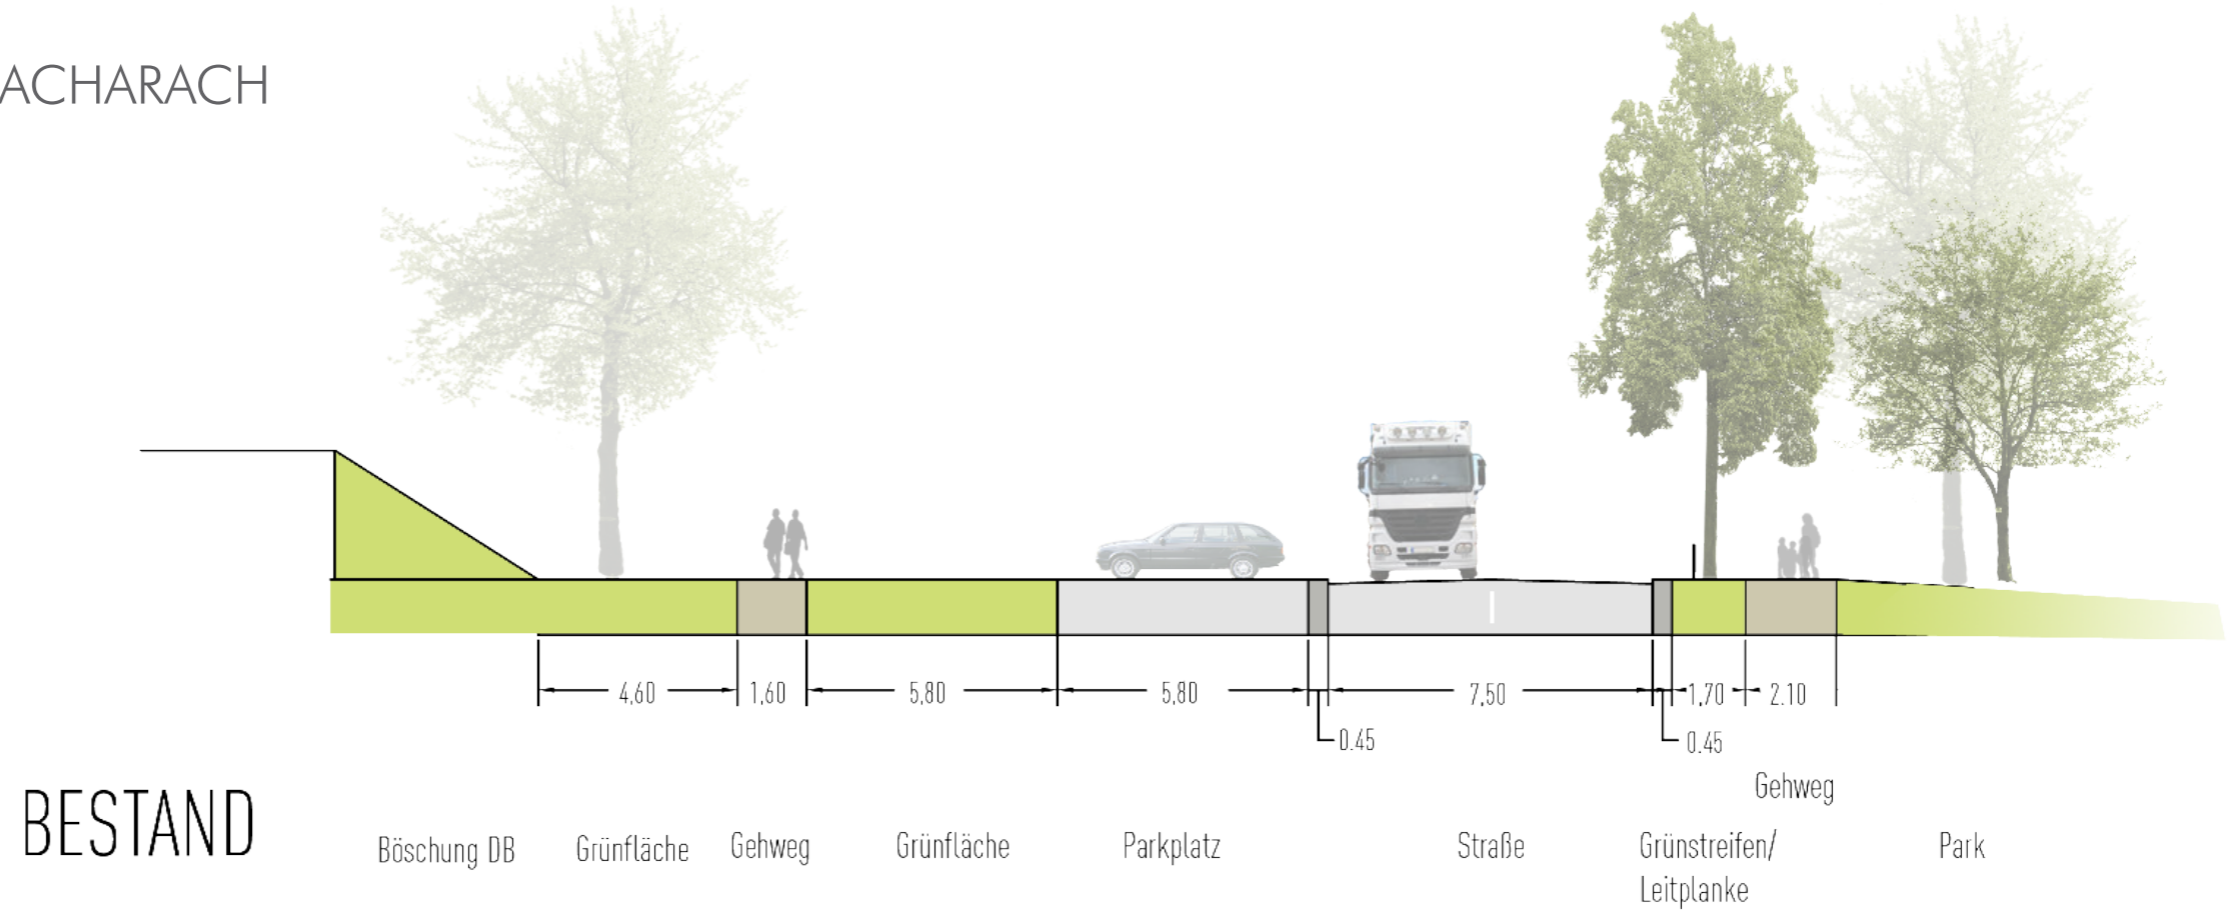 ACHARACH
4,60
1,60
5,80
5,80
7,50
1,70
2.10
0.45
0.45
BESTAND
Böschung DB
Grünfläche
Gehweg
Grünfläche
Parkplatz
Straße
Gehweg
Grünstreifen/
Leitplanke
Park